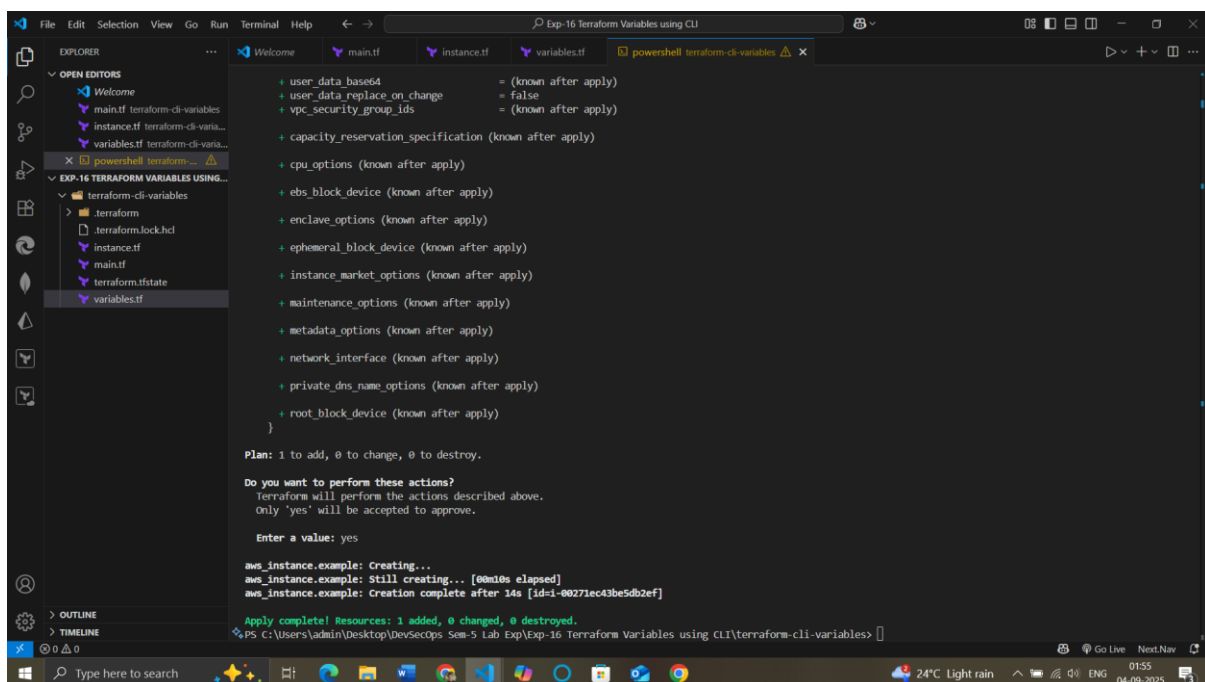 File Edit Selection View Go Run Terminal Help
Exp-16 Terraform Variables using CLI
EXPLORER
Welcome
main.tf
instance.tf
variables.tf
powershell terraform-cli-variables
OPEN EDITORS
Welcome
main.tf terraform-cli-variables
instance.tf terraform-cli-varia...
variables.tf terraform-cli-varia...
powershell terraform-...
EXP-16 TERRAFORM VARIABLES USING...
terraform-cli-variables
.terraform
.terraform.lock.hcl
instance.tf
main.tf
terraform.tfstate
variables.tf
OUTLINE
TIMELINE
+ user_data_base64 = (known after apply)
+ user_data_replace_on_change = false
+ vpc_security_group_ids = (known after apply)
+ capacity_reservation_specification (known after apply)
+ cpu_options (known after apply)
+ ebs_block_device (known after apply)
+ enclave_options (known after apply)
+ ephemeral_block_device (known after apply)
+ instance_market_options (known after apply)
+ maintenance_options (known after apply)
+ metadata_options (known after apply)
+ network_interface (known after apply)
+ private_dns_name_options (known after apply)
+ root_block_device (known after apply)
}
Plan: 1 to add, 0 to change, 0 to destroy.
Do you want to perform these actions?
Terraform will perform the actions described above.
Only 'yes' will be accepted to approve.
Enter a value: yes
aws_instance.example: Creating...
aws_instance.example: Still creating... [00m10s elapsed]
aws_instance.example: Creation complete after 14s [id=i-00271ec43be5db2ef]
Apply complete! Resources: 1 added, 0 changed, 0 destroyed.
PS C:\Users\admin\Desktop\DevSecOps Sem-5 Lab Exp\Exp-16 Terraform Variables using CLI\terraform-cli-variables>
0 0
Go Live Next.Nav
Type here to search
24°C Light rain
ENG
01:55
04-09-2025